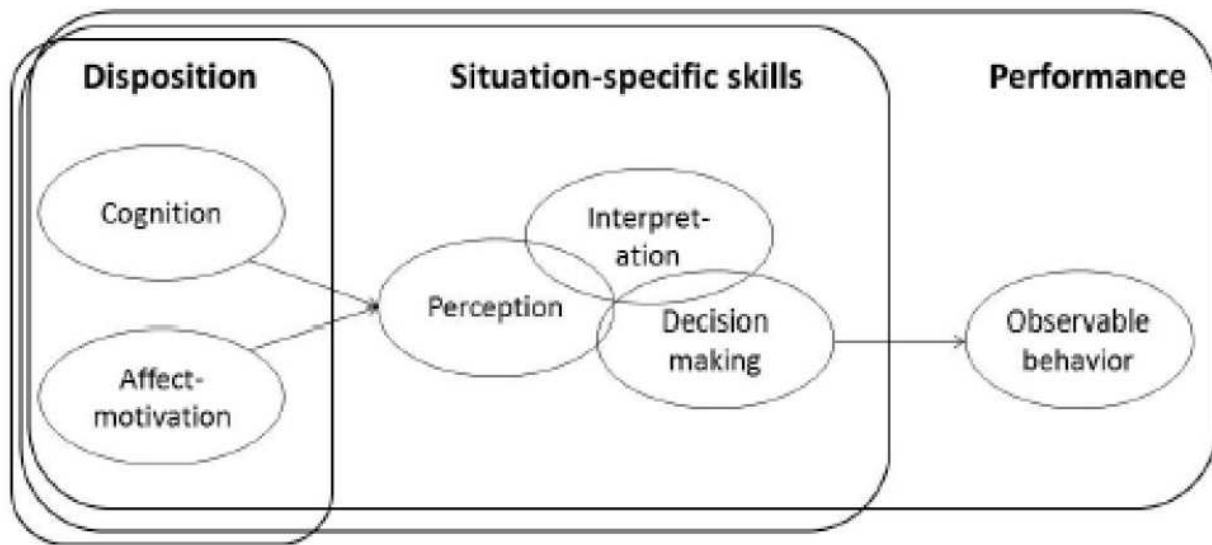 Disposition
Situation-specific skills
Performance
Cognition
Affect-
motivation
Perception
Interpret-
ation
Decision
making
Observable
behavior